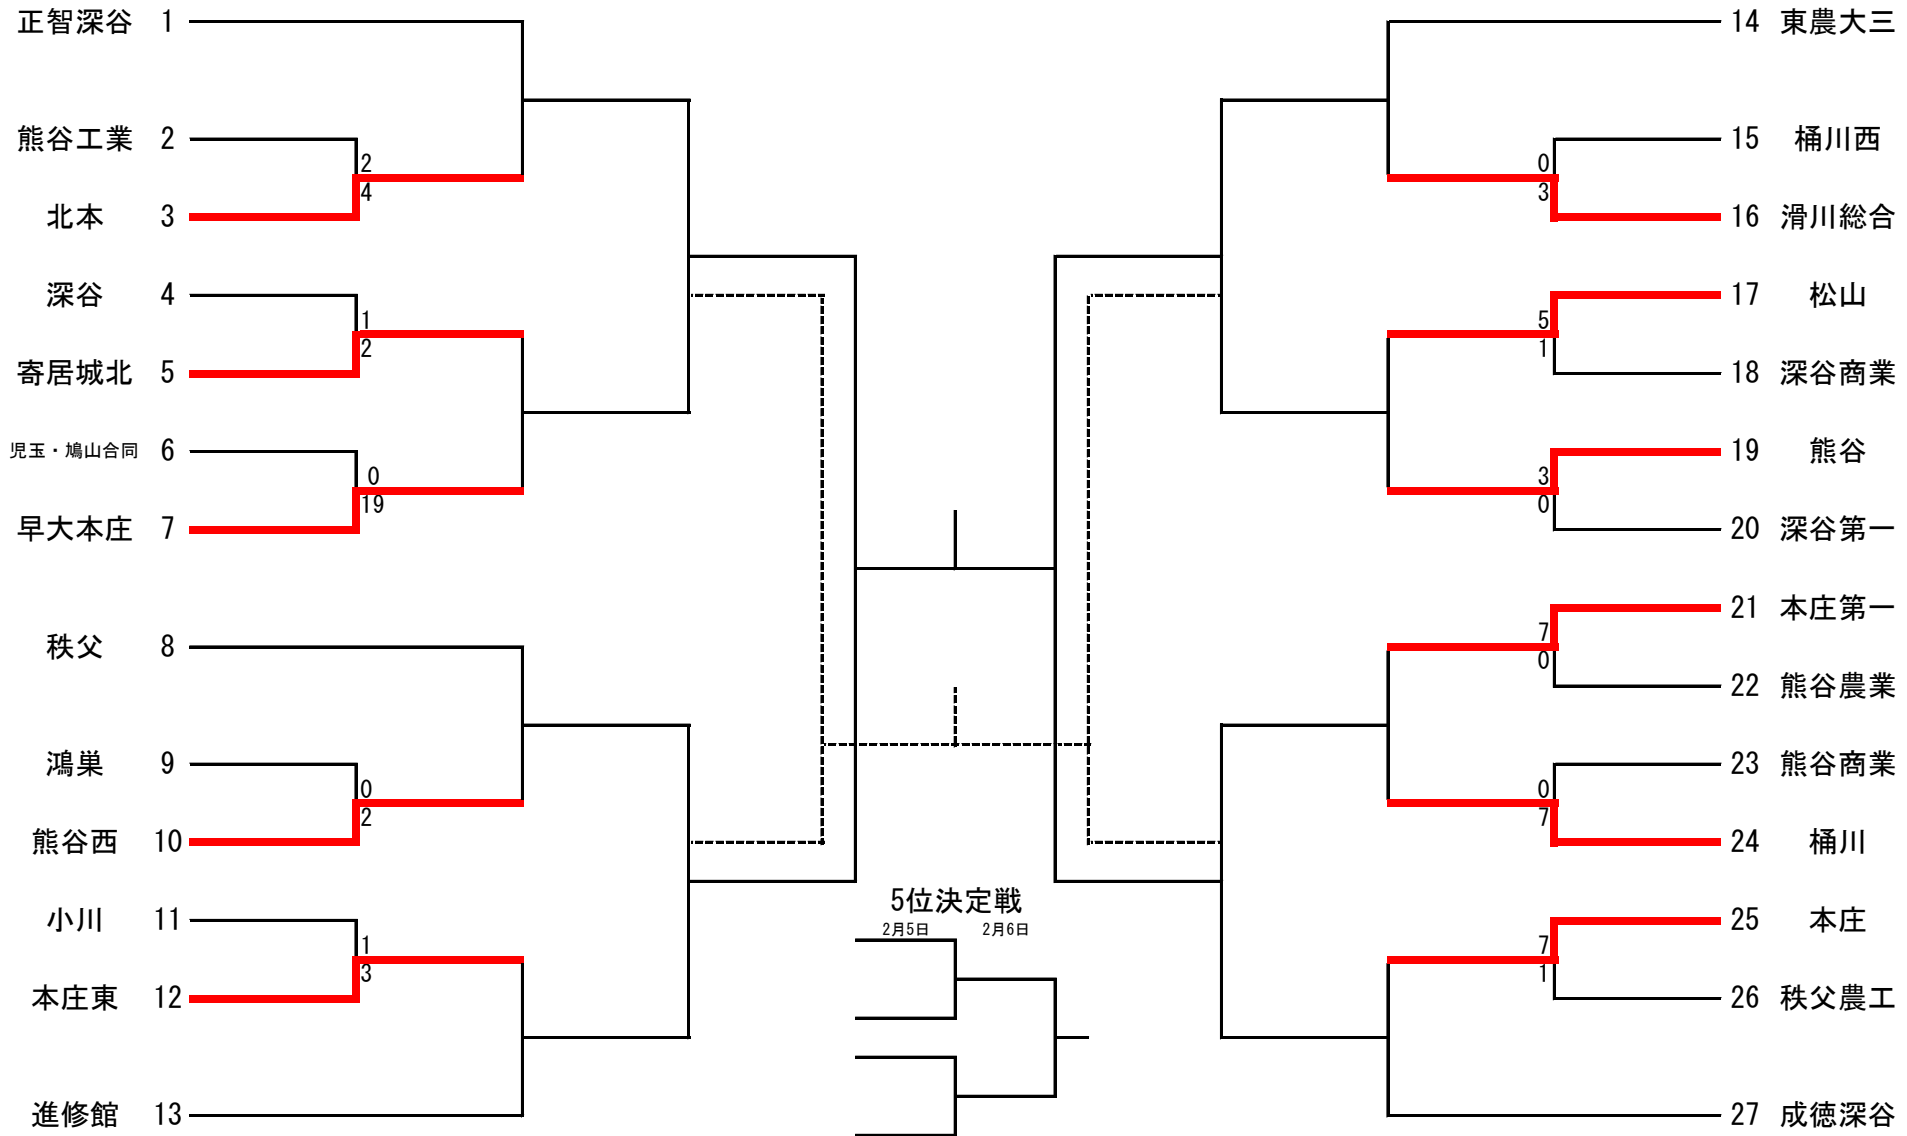 正智深谷 1
熊谷工業 2
2
4
北本 3
深谷 4
1
2
寄居城北 5
児玉・鳩山合同 6
0
19
早大本庄 7
秩父 8
鴻巣 9
0
2
熊谷西 10
小川 11
1
3
本庄東 12
進修館 13
5位決定戦
2月5日 2月6日
14 東農大三
15 桶川西
0
3
16 滑川総合
17 松山
5
1
18 深谷商業
19 熊谷
3
0
20 深谷第一
21 本庄第一
7
0
22 熊谷農業
23 熊谷商業
0
7
24 桶川
25 本庄
7
1
26 秩父農工
27 成徳深谷